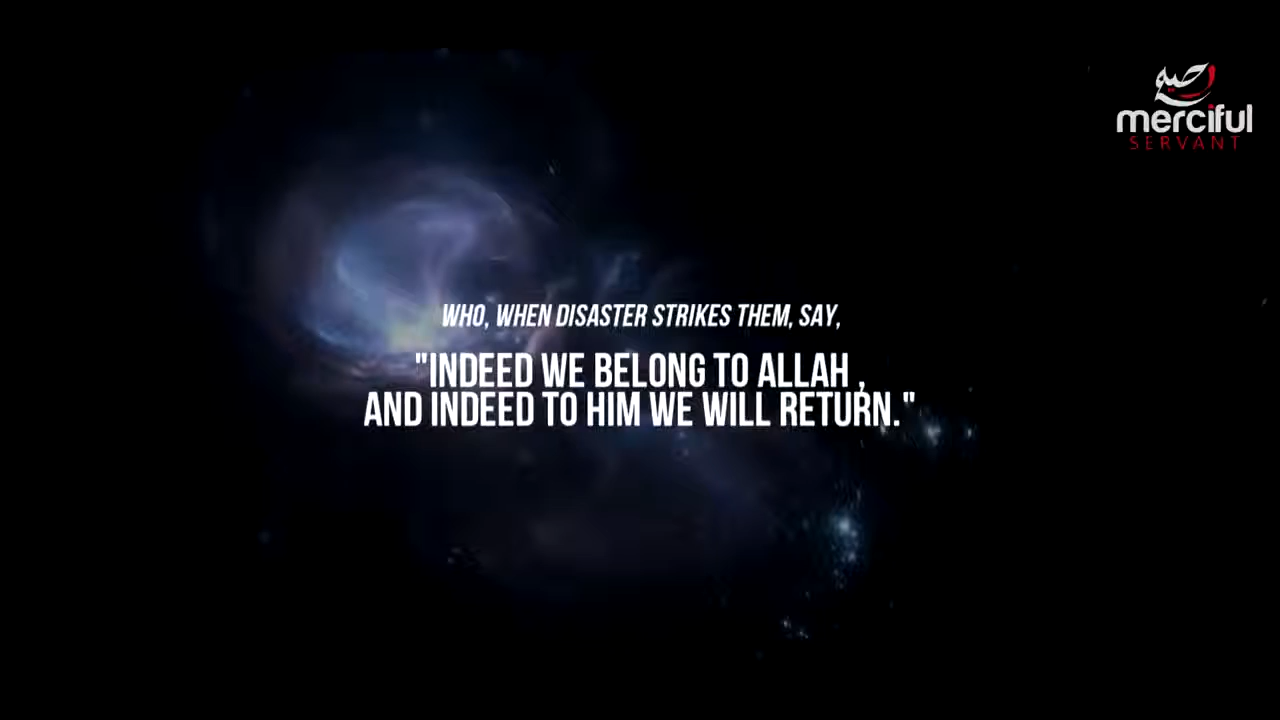 merciful
SERVANT
WHO, WHEN DISASTER STRIKES THEM, SAY,
"INDEED WE BELONG TO ALLAH ,
AND INDEED TO HIM WE WILL RETURN."